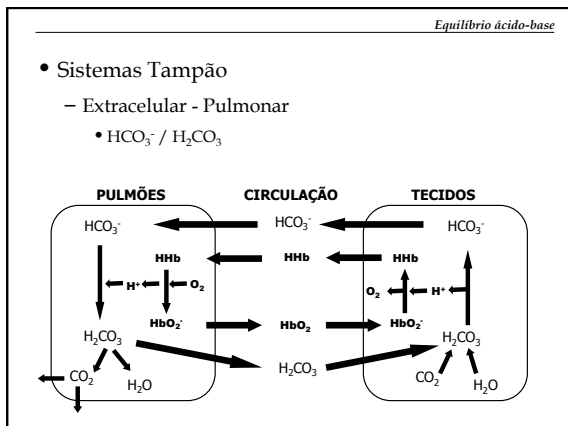 Equilíbrio ácido-base
• Sistemas Tampão
– Extracelular - Pulmonar
• HCO₃⁻ / H₂CO₃
PULMÕES CIRCULAÇÃO TECIDOS
HCO₃⁻ HCO₃⁻ HCO₃⁻
HHb HHb HHb
H⁺ O₂ O₂ H⁺
HbO₂⁻ HbO₂ HbO₂⁻
H₂CO₃ H₂CO₃ H₂CO₃
CO₂ H₂O CO₂ H₂O